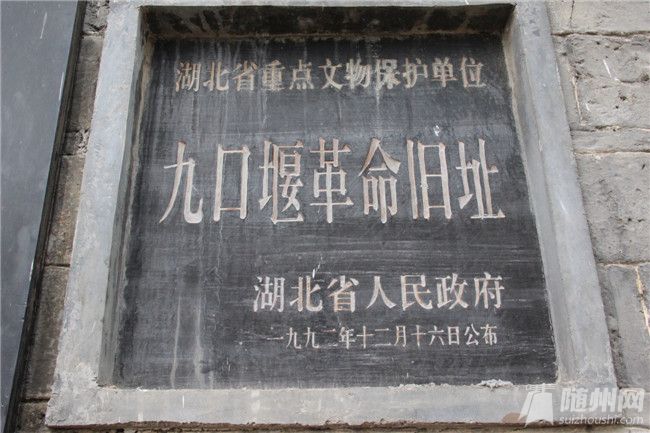 湖北省重点文物保护单位
九口堰革命旧址
湖北省人民政府
一九九二年十二月十六日公布
随州网
suizhoushi.com